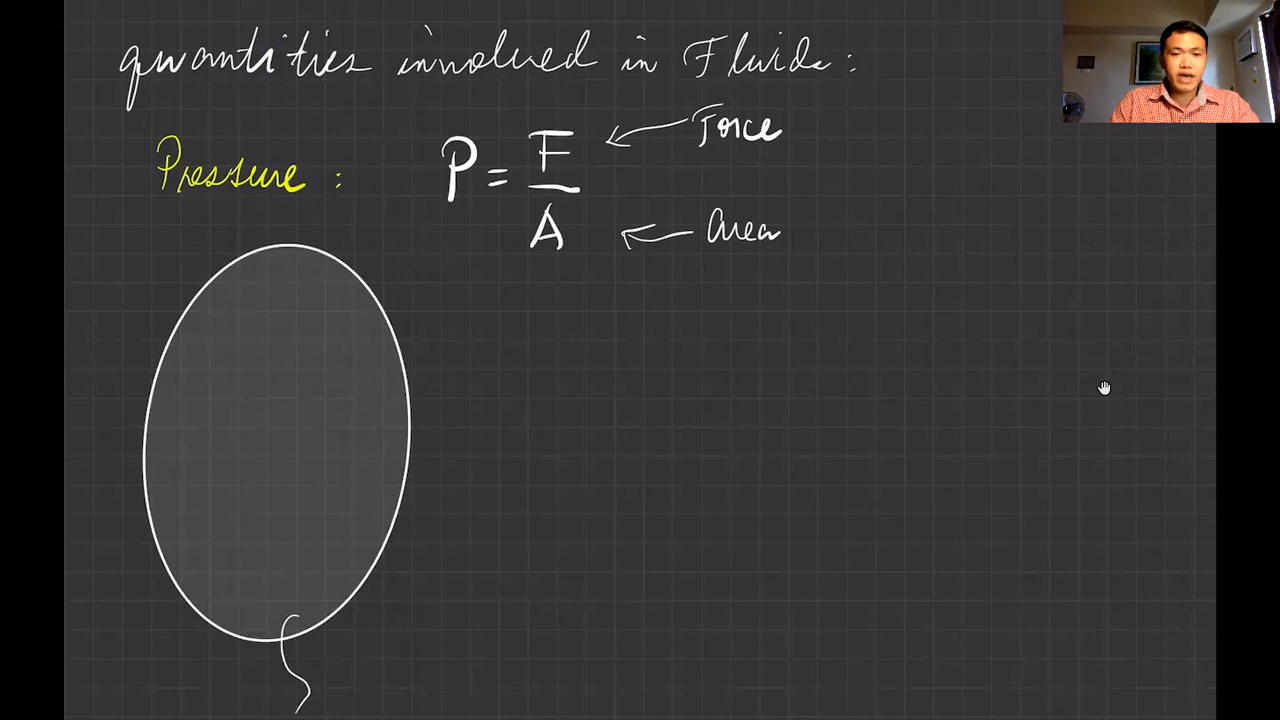 quantities involved in Fluids:
Pressure: P = F/A
Force
Area